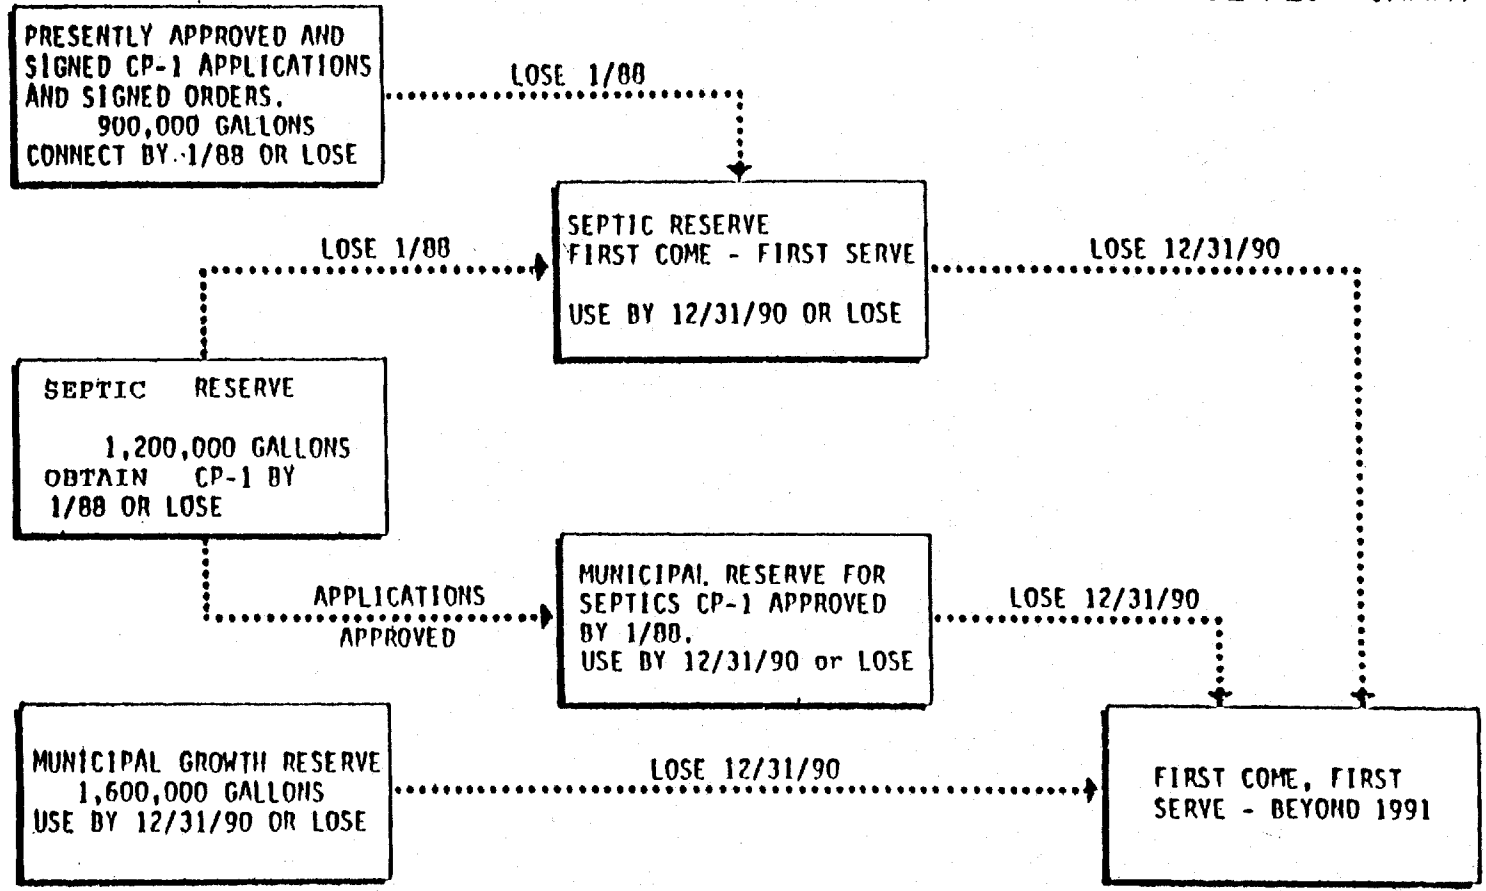 PRESENTLY APPROVED AND
SIGNED CP-1 APPLICATIONS
AND SIGNED ORDERS.
900,000 GALLONS
CONNECT BY 1/88 OR LOSE
LOSE 1/88
SEPTIC RESERVE
FIRST COME - FIRST SERVE
USE BY 12/31/90 OR LOSE
LOSE 1/88
LOSE 12/31/90
SEPTIC RESERVE
1,200,000 GALLONS
OBTAIN CP-1 BY
1/88 OR LOSE
APPLICATIONS
APPROVED
MUNICIPAL RESERVE FOR
SEPTICS CP-1 APPROVED
BY 1/88.
USE BY 12/31/90 or LOSE
LOSE 12/31/90
MUNICIPAL GROWTH RESERVE
1,600,000 GALLONS
USE BY 12/31/90 OR LOSE
LOSE 12/31/90
FIRST COME, FIRST
SERVE - BEYOND 1991